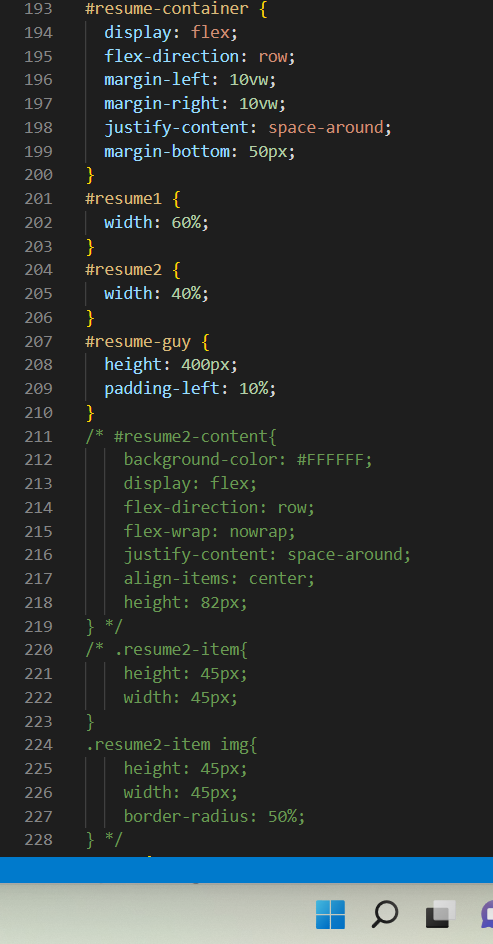 193 #resume-container {
194 display: flex;
195 flex-direction: row;
196 margin-left: 10vw;
197 margin-right: 10vw;
198 justify-content: space-around;
199 margin-bottom: 50px;
200 }
201 #resume1 {
202 width: 60%;
203 }
204 #resume2 {
205 width: 40%;
206 }
207 #resume-guy {
208 height: 400px;
209 padding-left: 10%;
210 }
211 /* #resume2-content{
212 background-color: #FFFFFF;
213 display: flex;
214 flex-direction: row;
215 flex-wrap: nowrap;
216 justify-content: space-around;
217 align-items: center;
218 height: 82px;
219 } */
220 /* .resume2-item{
221 height: 45px;
222 width: 45px;
223 }
224 .resume2-item img{
225 height: 45px;
226 width: 45px;
227 border-radius: 50%;
228 } */